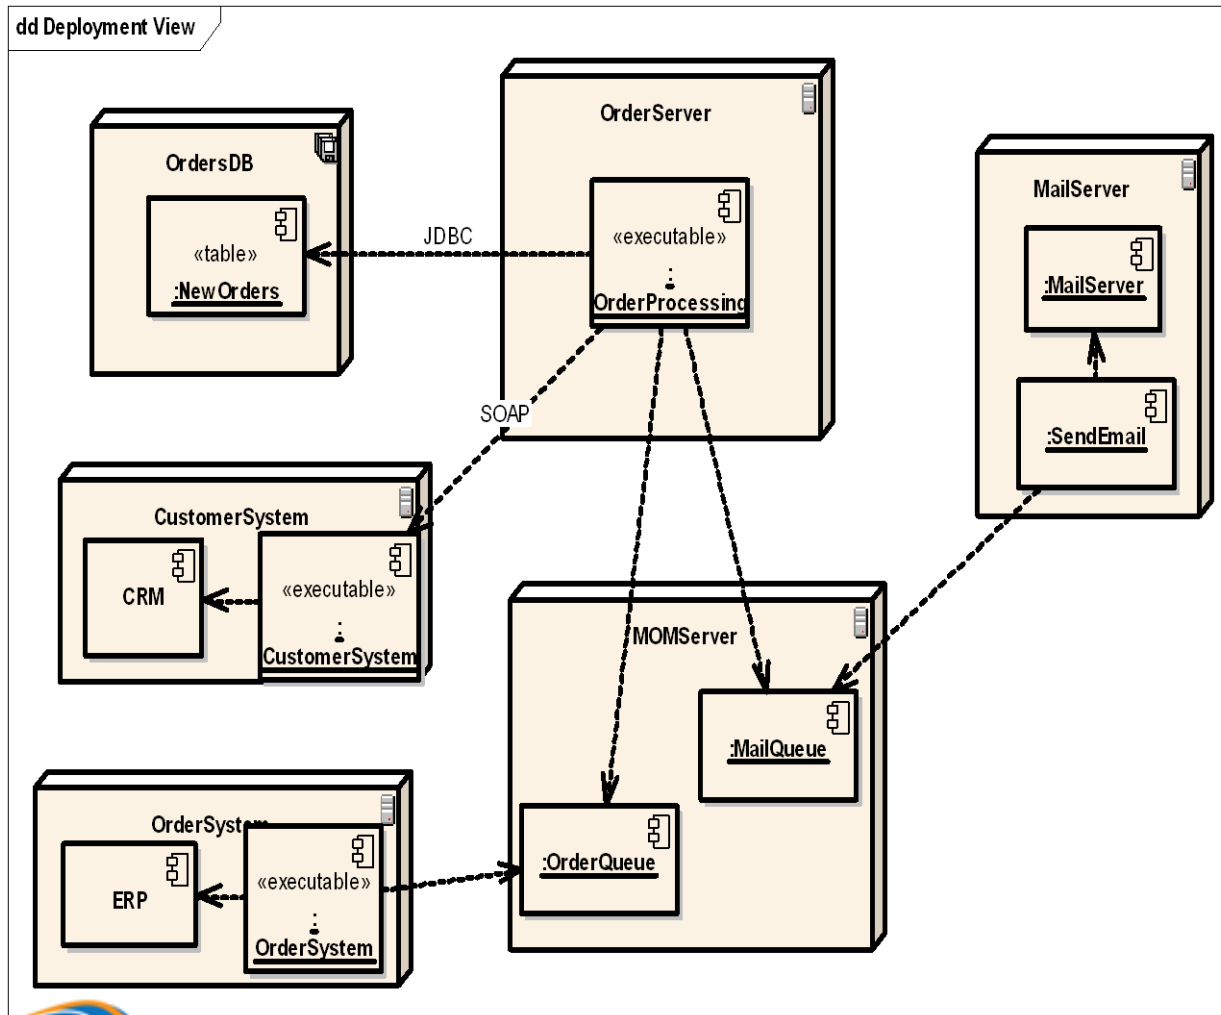 dd Deployment View
OrderServer
OrdersDB
MailServer
«executable»
:
OrderProcessing
«table»
:NewOrders
JDBC
:MailServer
SOAP
:SendEmail
CustomerSystem
CRM
«executable»
:
CustomerSystem
MOMServer
:MailQueue
OrderSystem
ERP
«executable»
:
OrderSystem
:OrderQueue